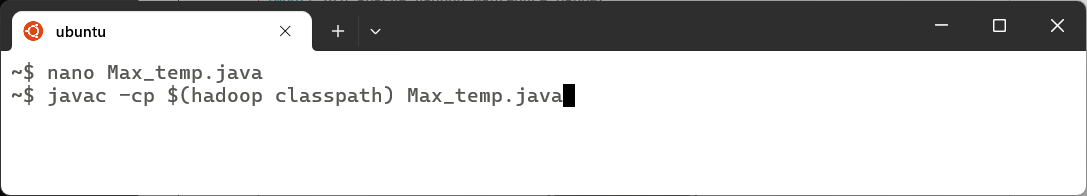 ubuntu
~$ nano Max_temp.java
~$ javac -cp $(hadoop classpath) Max_temp.java